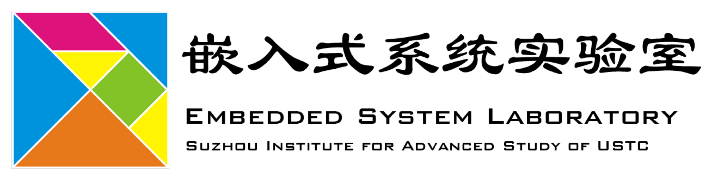 嵌入式系统实验室
EMBEDDED SYSTEM LABORATORY
SUZHOU INSTITUTE FOR ADVANCED STUDY OF USTC